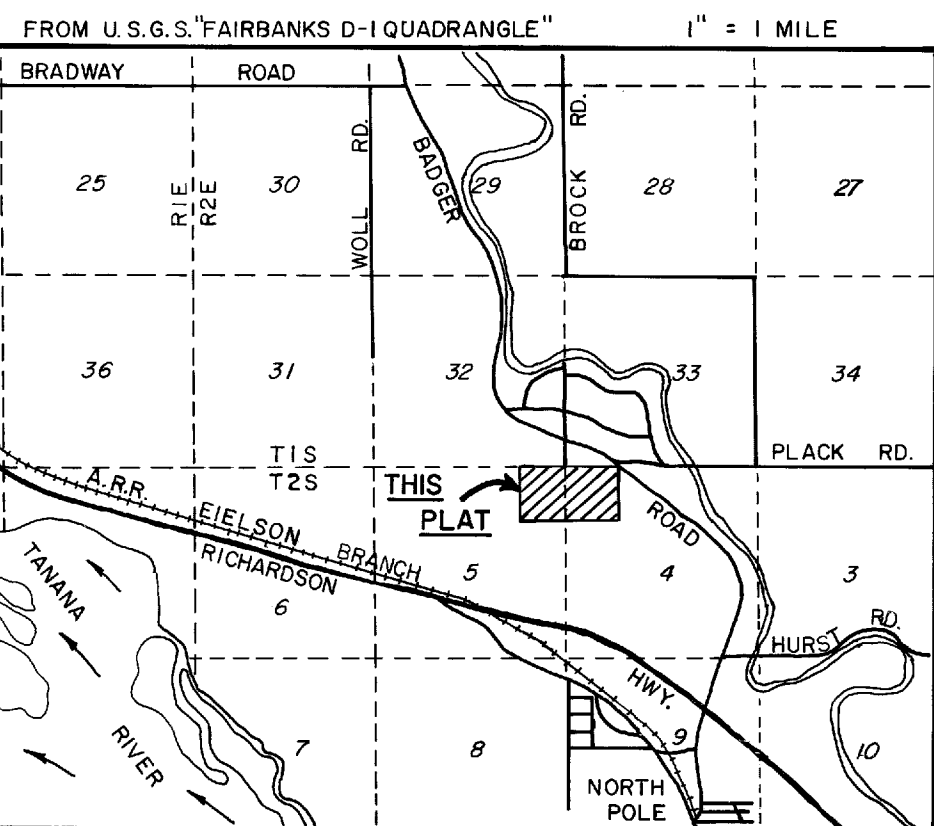 FROM U.S.G.S. "FAIRBANKS D-1 QUADRANGLE" 1" = 1 MILE
BRADWAY ROAD
WOLL RD.
BADGER
BROCK RD.
25
R1E
R2E
30
29
28
27
36
31
32
33
34
T1S
T2S
PLACK RD.
THIS
PLAT
ROAD
A.R.R.
EIELSON
BRANCH
RICHARDSON
HWY.
TANANA
RIVER
6
5
4
3
HURST RD.
7
8
9
10
NORTH
POLE